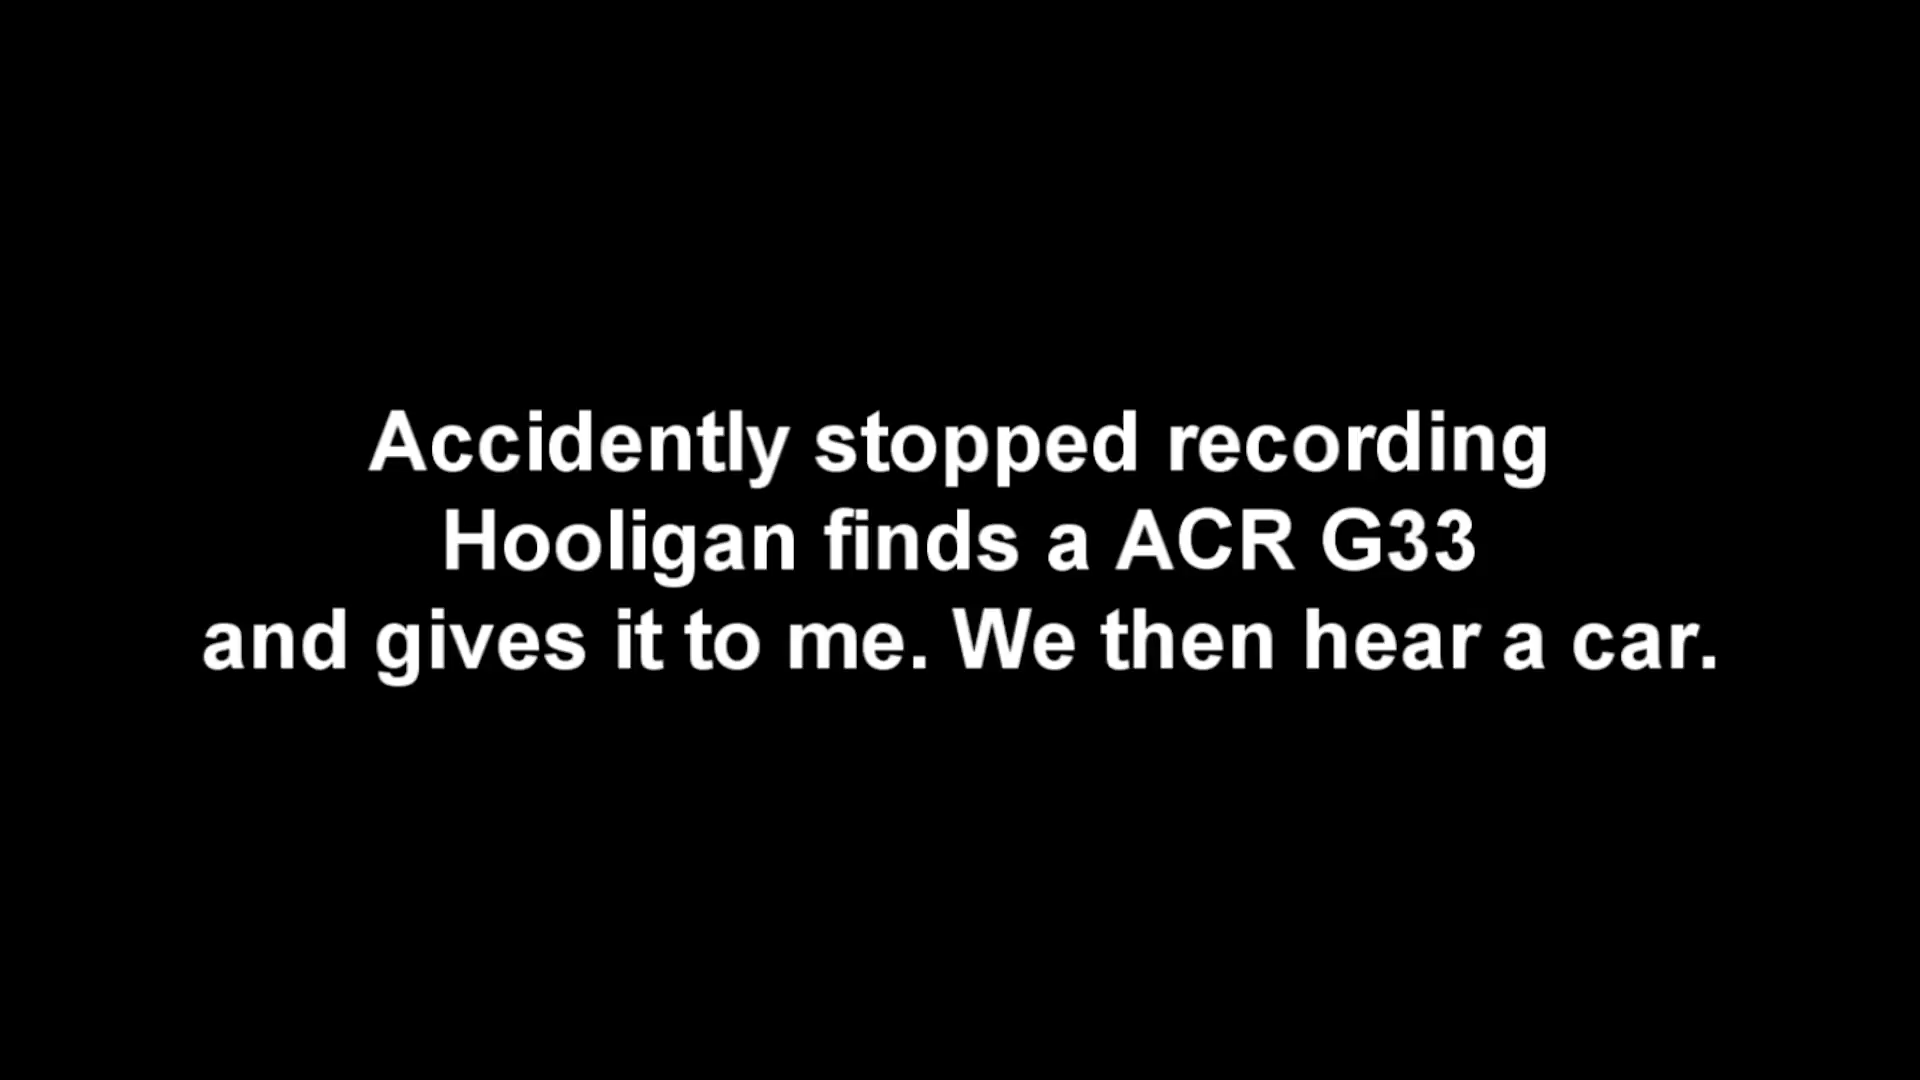 Accidently stopped recording
Hooligan finds a ACR G33
and gives it to me. We then hear a car.